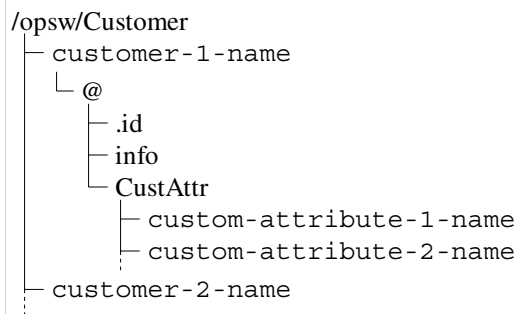 /opsw/Customer
customer-1-name
@
.id
info
CustAttr
custom-attribute-1-name
custom-attribute-2-name
customer-2-name